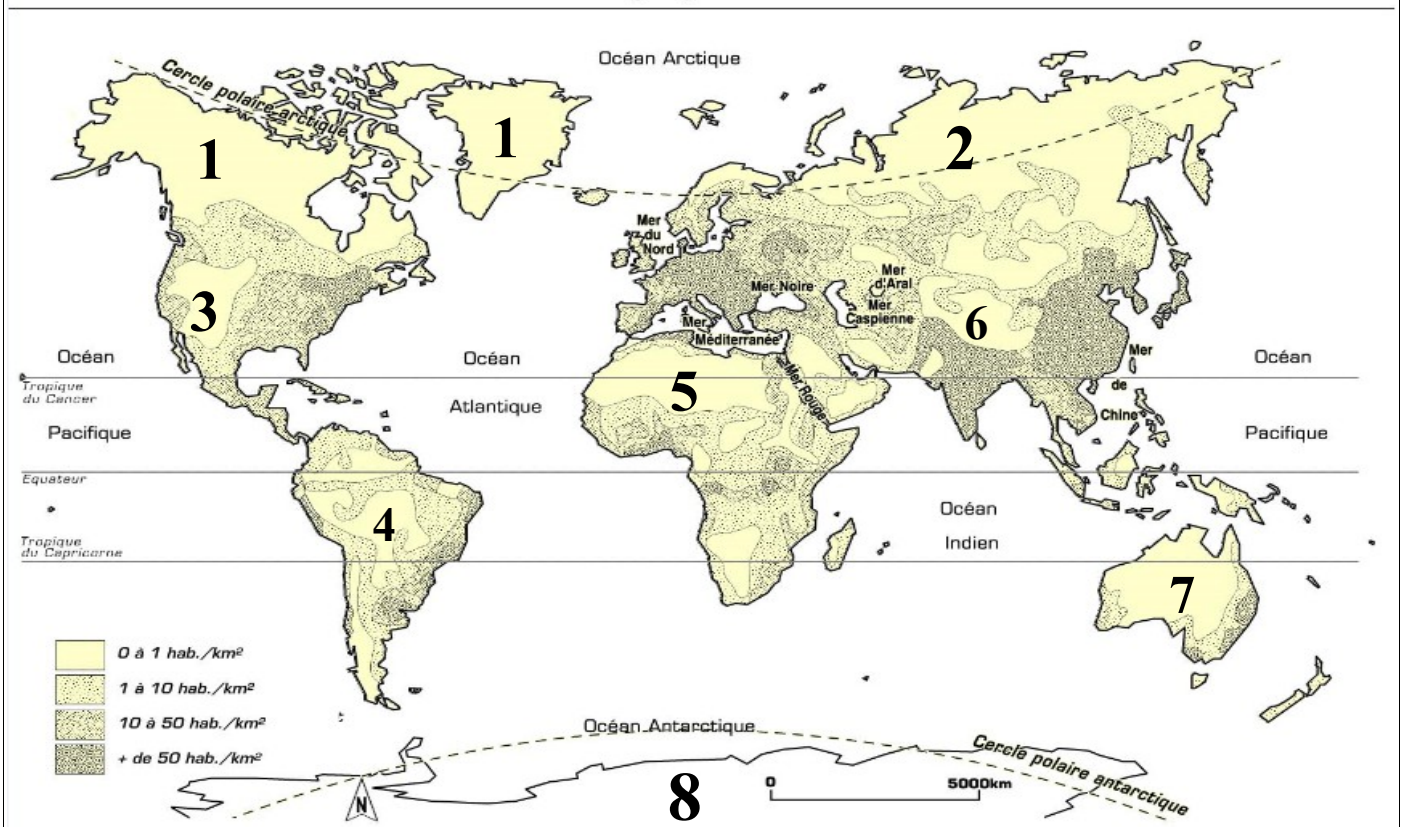 Océan Arctique
Cercle polaire arctique
1
1
2
Mer
du
Nord
Mer Noire
Mer
d'Aral
Mer
Caspienne
3
6
Mer
Méditerranée
Océan
Océan
Mer
Océan
Tropique
du Cancer
5
Mer Rouge
de
Atlantique
Chine
Pacifique
Pacifique
Equateur
4
Océan
Tropique
du Capricorne
Indien
7
0 à 1 hab./km²
1 à 10 hab./km²
10 à 50 hab./km²
+ de 50 hab./km²
Océan Antarctique
Cercle polaire antarctique
0
5000km
8
N